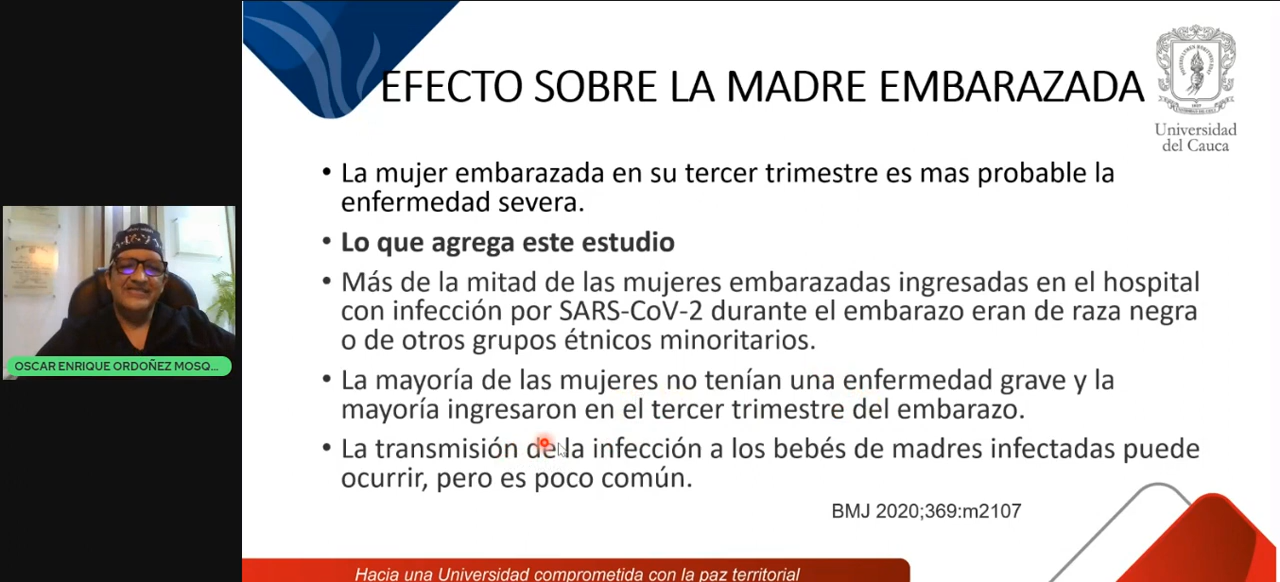 EFECTO SOBRE LA MADRE EMBARAZADA
Universidad
del Cauca
• La mujer embarazada en su tercer trimestre es mas probable la
enfermedad severa.
• Lo que agrega este estudio
• Más de la mitad de las mujeres embarazadas ingresadas en el hospital
con infección por SARS-CoV-2 durante el embarazo eran de raza negra
o de otros grupos étnicos minoritarios.
• La mayoría de las mujeres no tenían una enfermedad grave y la
mayoría ingresaron en el tercer trimestre del embarazo.
• La transmisión de la infección a los bebés de madres infectadas puede
ocurrir, pero es poco común.
BMJ 2020;369:m2107
Hacia una Universidad comprometida con la paz territorial
OSCAR ENRIQUE ORDOÑEZ MOSQ...